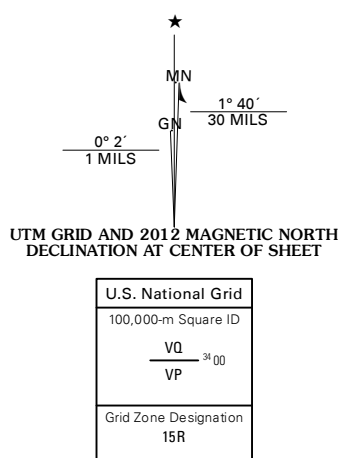 ★
MN
1° 40´
30 MILS
GN
0° 2´
1 MILS
UTM GRID AND 2012 MAGNETIC NORTH
DECLINATION AT CENTER OF SHEET
U.S. National Grid
100,000-m Square ID
VQ
34 00
VP
Grid Zone Designation
15R